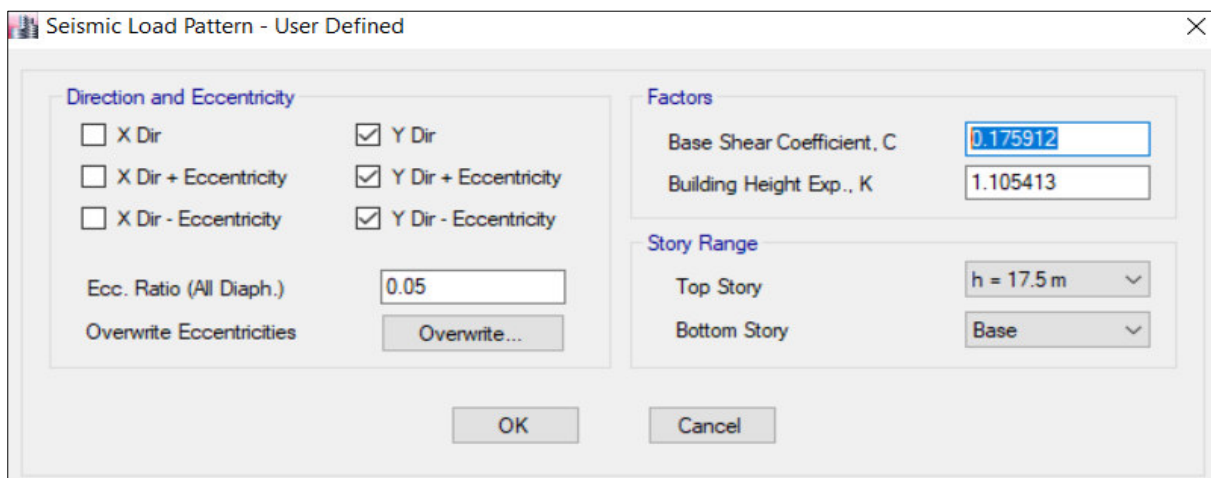 Seismic Load Pattern - User Defined
Direction and Eccentricity
X Dir
Y Dir
X Dir + Eccentricity
Y Dir + Eccentricity
X Dir - Eccentricity
Y Dir - Eccentricity
Ecc. Ratio (All Diaph.)
0.05
Overwrite Eccentricities
Overwrite...
Factors
Base Shear Coefficient, C
0.175912
Building Height Exp., K
1.105413
Story Range
Top Story
h = 17.5 m
Bottom Story
Base
OK
Cancel